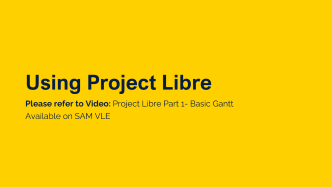 Using Project Libre
Please refer to Video: Project Libre Part 1- Basic Gantt
Available on SAM VLE